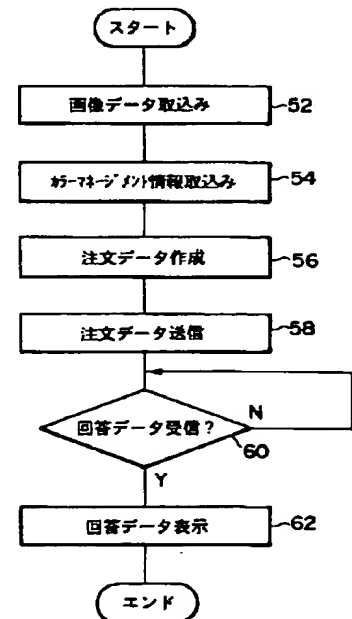 スタート
画像データ取込み 52
カラーマネージメント情報取込み 54
注文データ作成 56
注文データ送信 58
回答データ受信? N
60
Y
回答データ表示 62
エンド